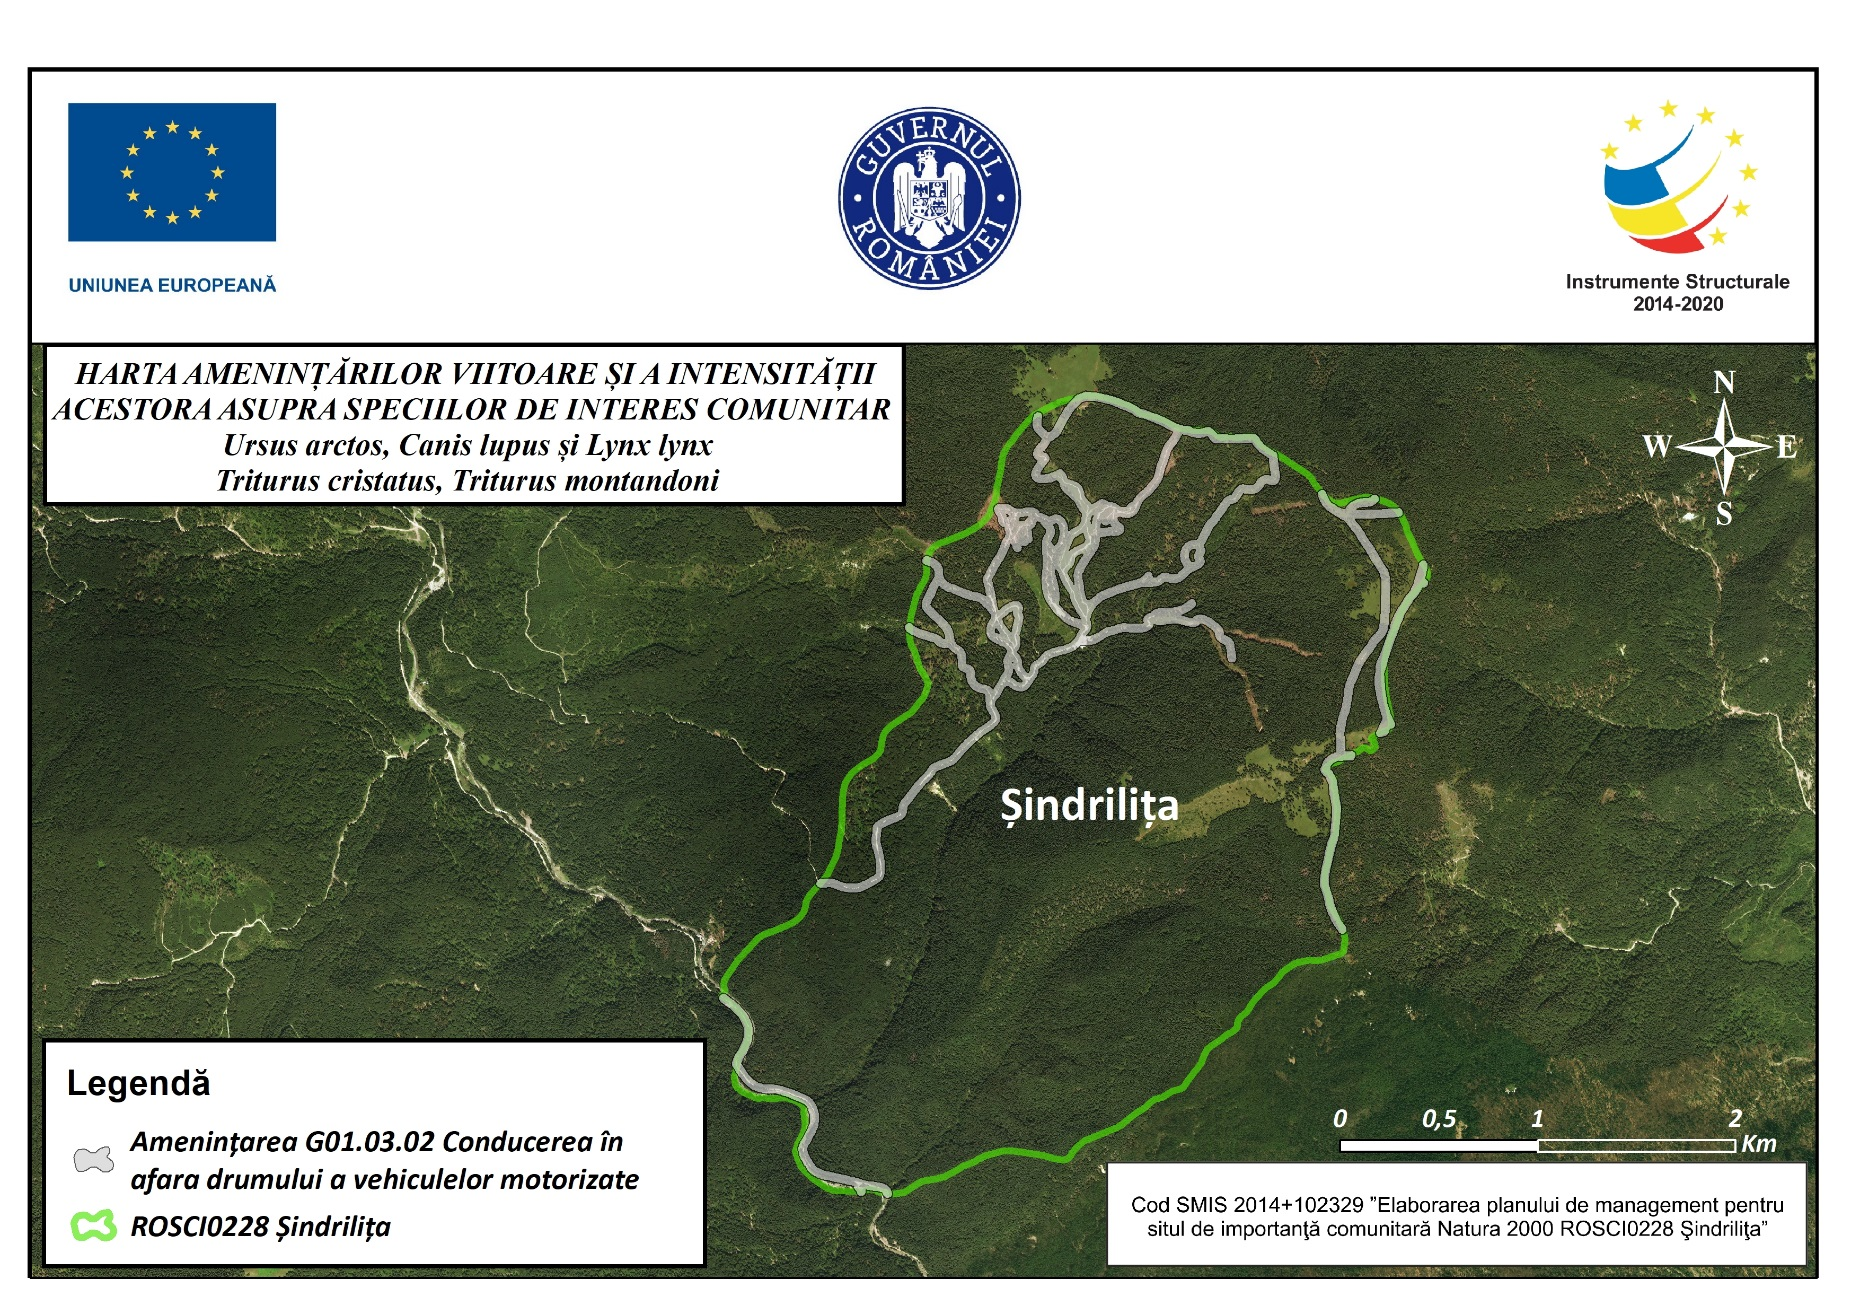 UNIUNEA EUROPEANĂ
GUVERNUL ROMÂNIEI
Instrumente Structurale
2014-2020
HARTA AMENINȚĂRILOR VIITOARE ȘI A INTENSITĂȚII
ACESTORA ASUPRA SPECIILOR DE INTERES COMUNITAR
Ursus arctos, Canis lupus și Lynx lynx
Triturus cristatus, Triturus montandoni
N
W E
S
Șindrilița
Legendă
Amenințarea G01.03.02 Conducerea în
afara drumului a vehiculelor motorizate
ROSCI0228 Șindrilița
0 0,5 1 2
Km
Cod SMIS 2014+102329 ”Elaborarea planului de management pentru
situl de importanţă comunitară Natura 2000 ROSCI0228 Şindriliţa”